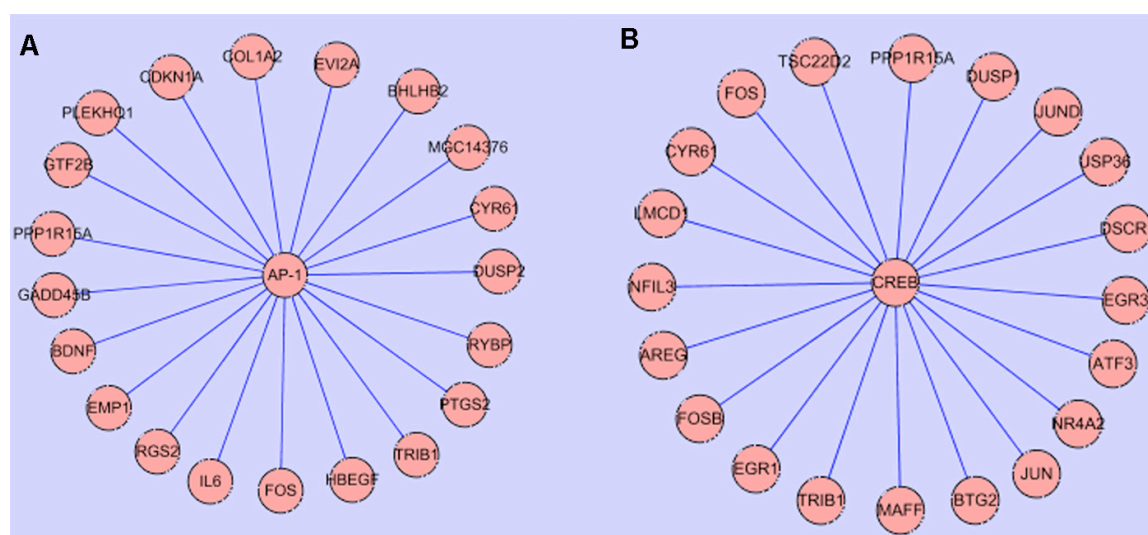 A
B
COL1A2
EVI2A
CDKN1A
BHLHB2
PLEKHQ1
MGC14376
GTF2B
CYR61
PPP1R15A
DUSP2
AP-1
GADD45B
RYBP
BDNF
PTGS2
EMP1
TRIB1
RGS2
HBEGF
IL6
FOS
TSC22D2
PPP1R15A
DUSP1
FOS
JUND
CYR61
USP36
LMCD1
DSCR
NFIL3
CREB
EGR3
AREG
ATF3
FOSB
NR4A2
EGR1
JUN
TRIB1
BTG2
MAFF